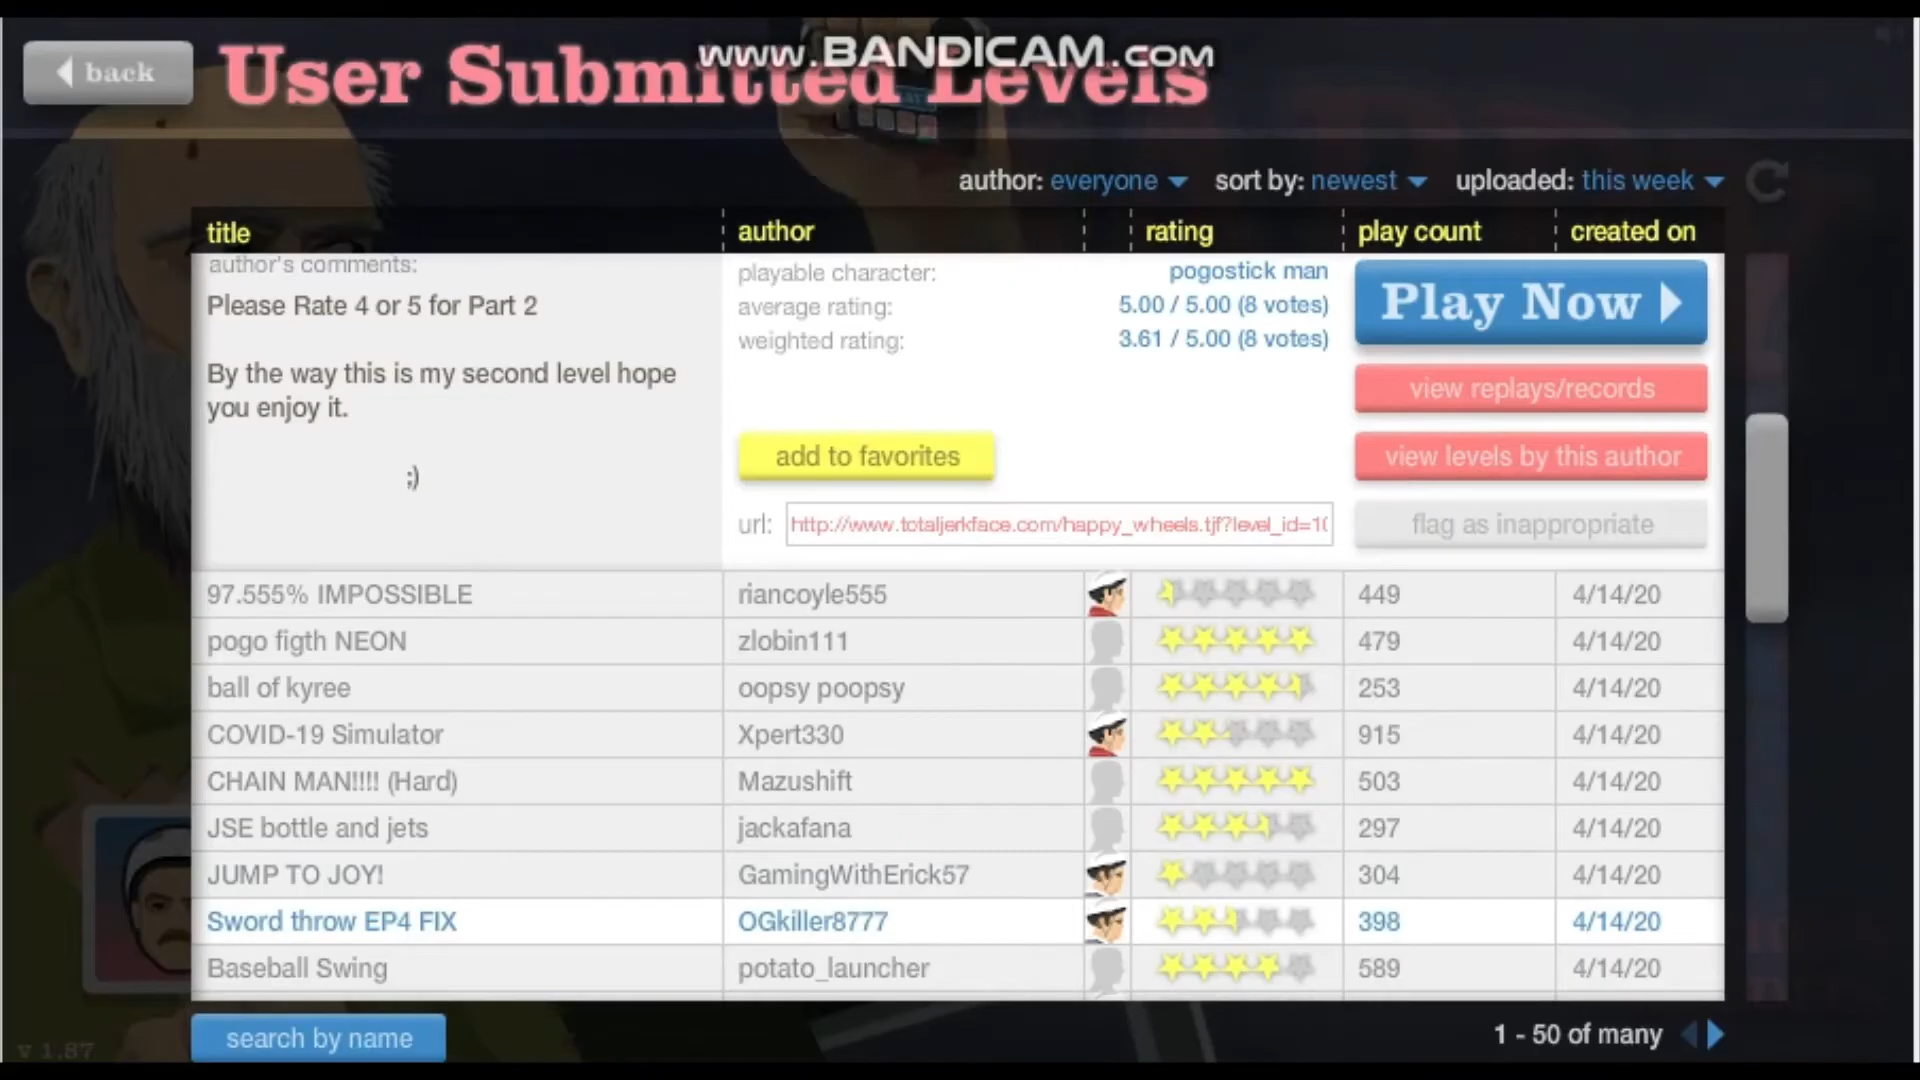 back
User Submitted Levels
www.BANDICAM.com
author: everyone sort by: newest uploaded: this week
title author rating play count created on
author's comments:
Please Rate 4 or 5 for Part 2
By the way this is my second level hope
you enjoy it.
;)
playable character: pogostick man
average rating: 5.00 / 5.00 (8 votes)
weighted rating: 3.61 / 5.00 (8 votes)
add to favorites
url: http://www.totaljerkface.com/happy_wheels.tjf?level_id=1(
Play Now
view replays/records
view levels by this author
flag as inappropriate
97.555% IMPOSSIBLE riancoyle555 449 4/14/20
pogo figth NEON zlobin111 479 4/14/20
ball of kyree oopsy poopsy 253 4/14/20
COVID-19 Simulator Xpert330 915 4/14/20
CHAIN MAN!!!! (Hard) Mazushift 503 4/14/20
JSE bottle and jets jackafana 297 4/14/20
JUMP TO JOY! GamingWithErick57 304 4/14/20
Sword throw EP4 FIX OGkiller8777 398 4/14/20
Baseball Swing potato_launcher 589 4/14/20
search by name
1 - 50 of many
v 1.87